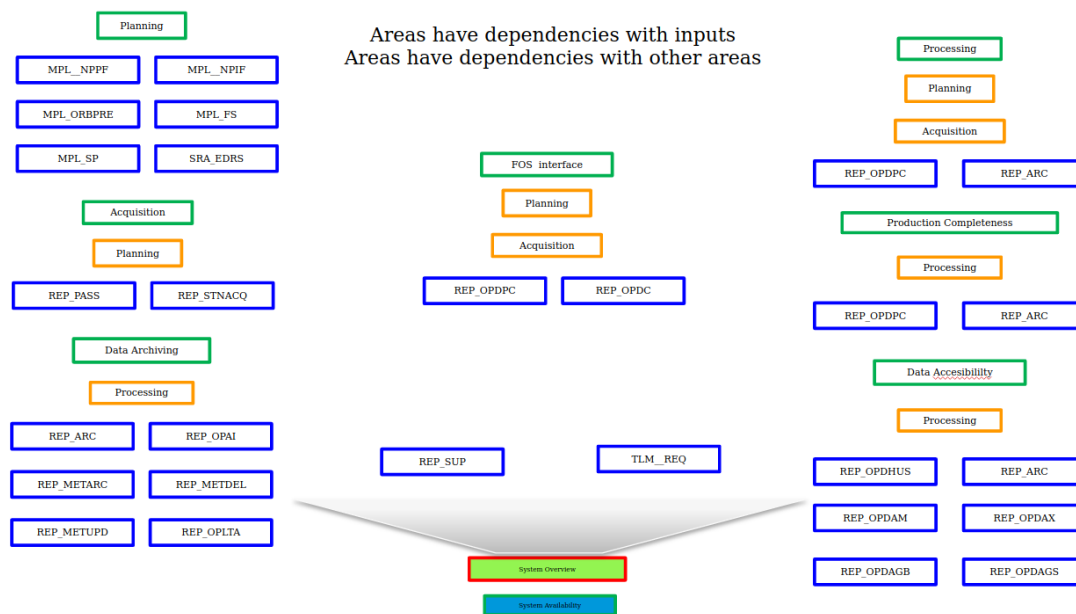 Areas have dependencies with inputs
Areas have dependencies with other areas
Planning
MPL__NPPF
MPL__NPIF
MPL_ORBPRE
MPL_FS
MPL_SP
SRA_EDRS
Acquisition
Planning
REP_PASS
REP_STNACQ
Data Archiving
Processing
REP_ARC
REP_OPAI
REP_METARC
REP_METDEL
REP_METUPD
REP_OPLTA
FOS interface
Planning
Acquisition
REP_OPDPC
REP_OPDC
REP_SUP
TLM__REQ
System Overview
System Availability
Processing
Planning
Acquisition
REP_OPDPC
REP_ARC
Production Completeness
Processing
REP_OPDPC
REP_ARC
Data Accesibililty
Processing
REP_OPDHUS
REP_ARC
REP_OPDAM
REP_OPDAX
REP_OPDAGB
REP_OPDAGS